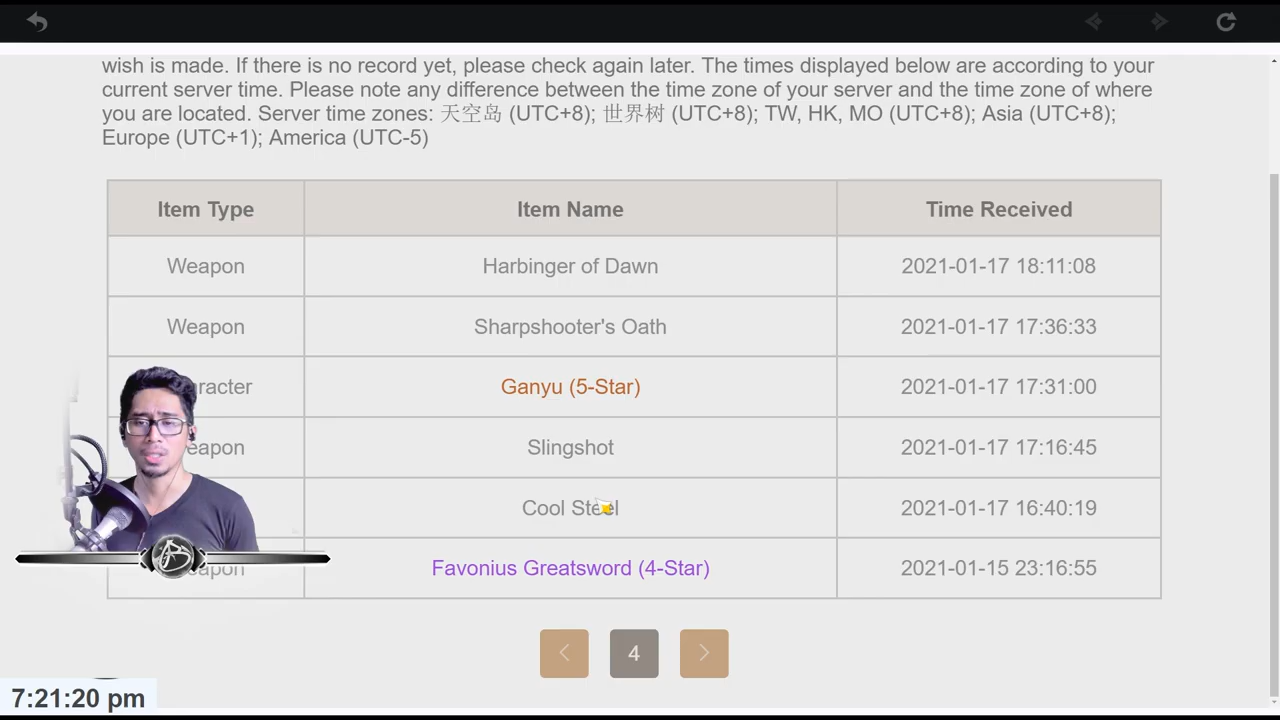 wish is made. If there is no record yet, please check again later. The times displayed below are according to your
current server time. Please note any difference between the time zone of your server and the time zone of where
you are located. Server time zones: 天空岛 (UTC+8); 世界树 (UTC+8); TW, HK, MO (UTC+8); Asia (UTC+8);
Europe (UTC+1); America (UTC-5)
Item Type Item Name Time Received
Weapon Harbinger of Dawn 2021-01-17 18:11:08
Weapon Sharpshooter's Oath 2021-01-17 17:36:33
aracter Ganyu (5-Star) 2021-01-17 17:31:00
eapon Slingshot 2021-01-17 17:16:45
Cool Steel 2021-01-17 16:40:19
eapon Favonius Greatsword (4-Star) 2021-01-15 23:16:55
4
7:21:20 pm